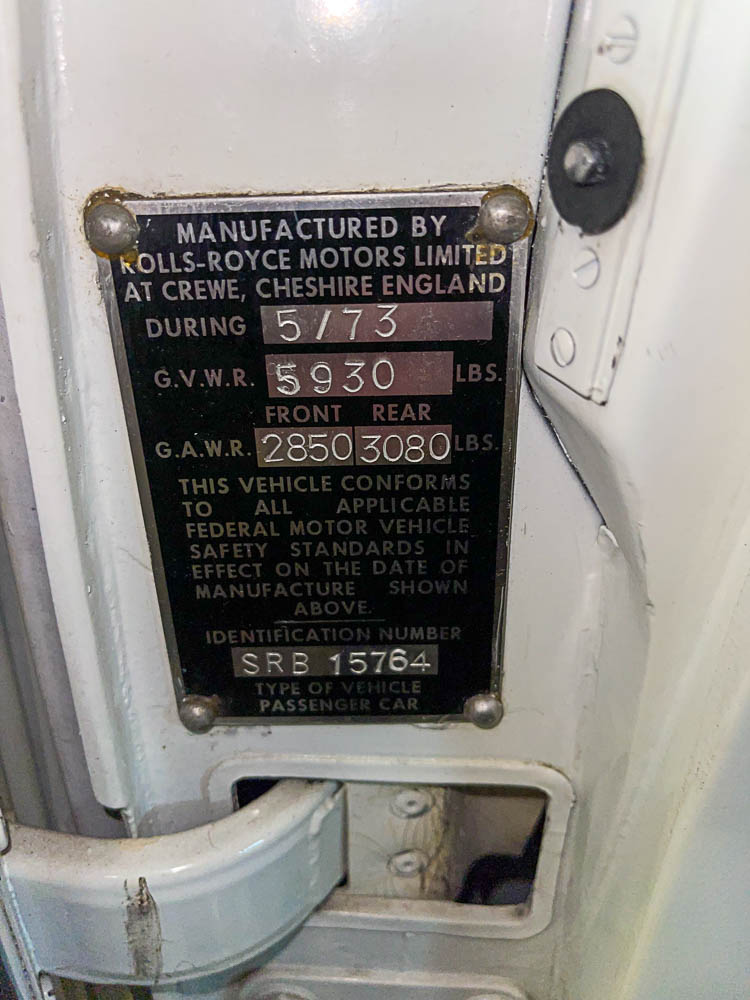 MANUFACTURED BY
ROLLS-ROYCE MOTORS LIMITED
AT CREWE, CHESHIRE ENGLAND
DURING 5/73
G.V.W.R. 5930 LBS.
FRONT REAR
G.A.W.R. 2850 3080 LBS.
THIS VEHICLE CONFORMS
TO ALL APPLICABLE
FEDERAL MOTOR VEHICLE
SAFETY STANDARDS IN
EFFECT ON THE DATE OF
MANUFACTURE SHOWN
ABOVE.
IDENTIFICATION NUMBER
SRB 15764
TYPE OF VEHICLE
PASSENGER CAR